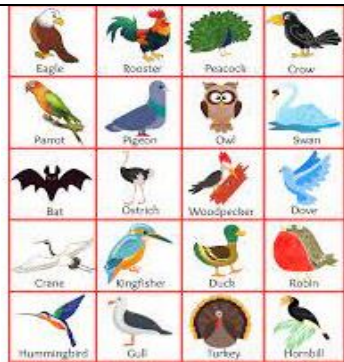 Eagle Rooster Peacock Crow
Parrot Pigeon Owl Swan
Bat Ostrich Woodpecker Dove
Crane Kingfisher Duck Robin
Hummingbird Gull Turkey Hornbill